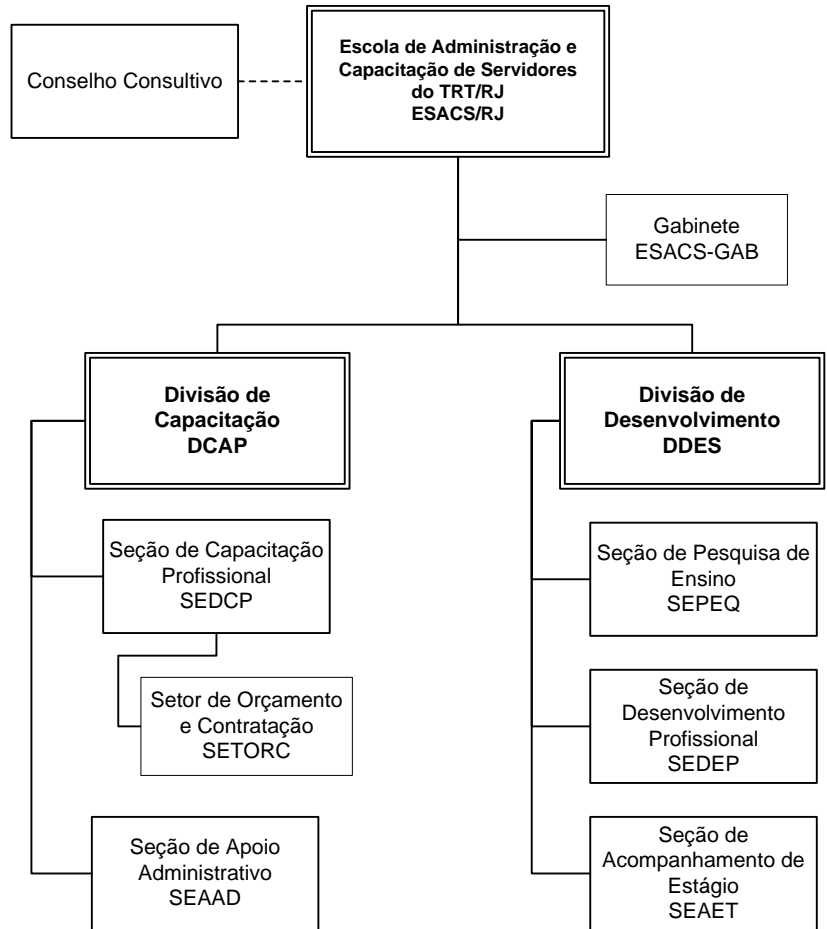 Conselho Consultivo
Escola de Administração e
Capacitação de Servidores
do TRT/RJ
ESACS/RJ
Gabinete
ESACS-GAB
Divisão de
Capacitação
DCAP
Divisão de
Desenvolvimento
DDES
Seção de Capacitação
Profissional
SEDCP
Setor de Orçamento
e Contratação
SETORC
Seção de Apoio
Administrativo
SEAAD
Seção de Pesquisa de
Ensino
SEPEQ
Seção de
Desenvolvimento
Profissional
SEDEP
Seção de
Acompanhamento de
Estágio
SEAET